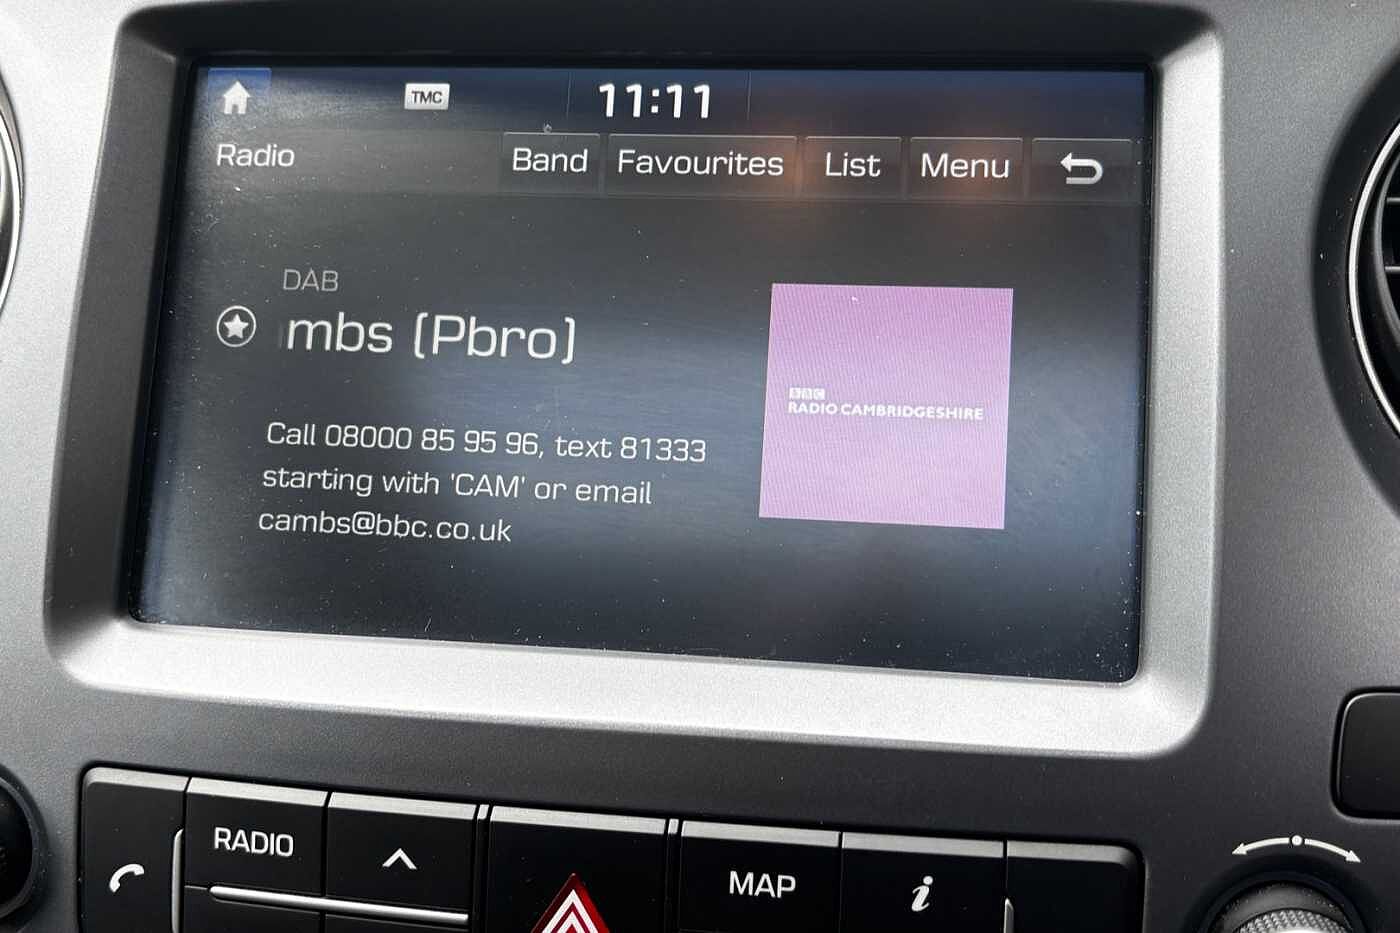 TMC
11:11
Radio
Band
Favourites
List
Menu
DAB
mbs (Pbro)
Call 08000 85 95 96, text 81333
starting with 'CAM' or email
cambs@bbc.co.uk
BBC
RADIO CAMBRIDGESHIRE
RADIO
MAP
i